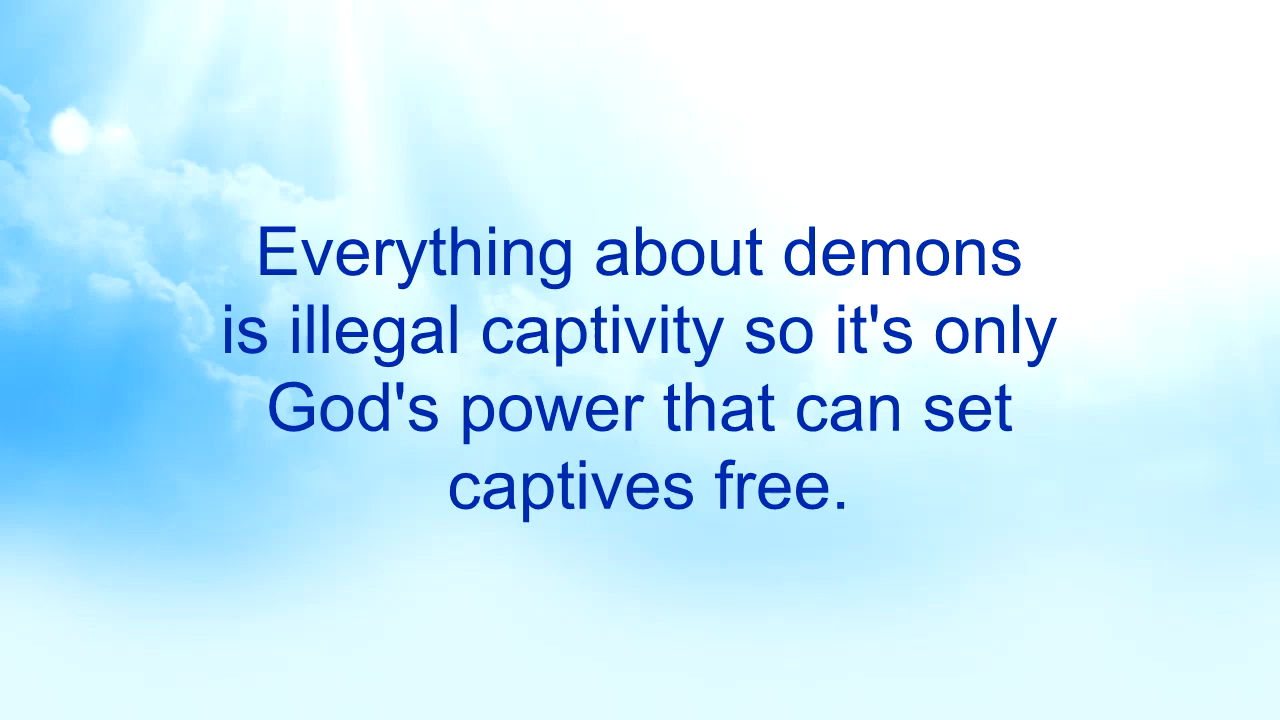 Everything about demons
is illegal captivity so it's only
God's power that can set
captives free.